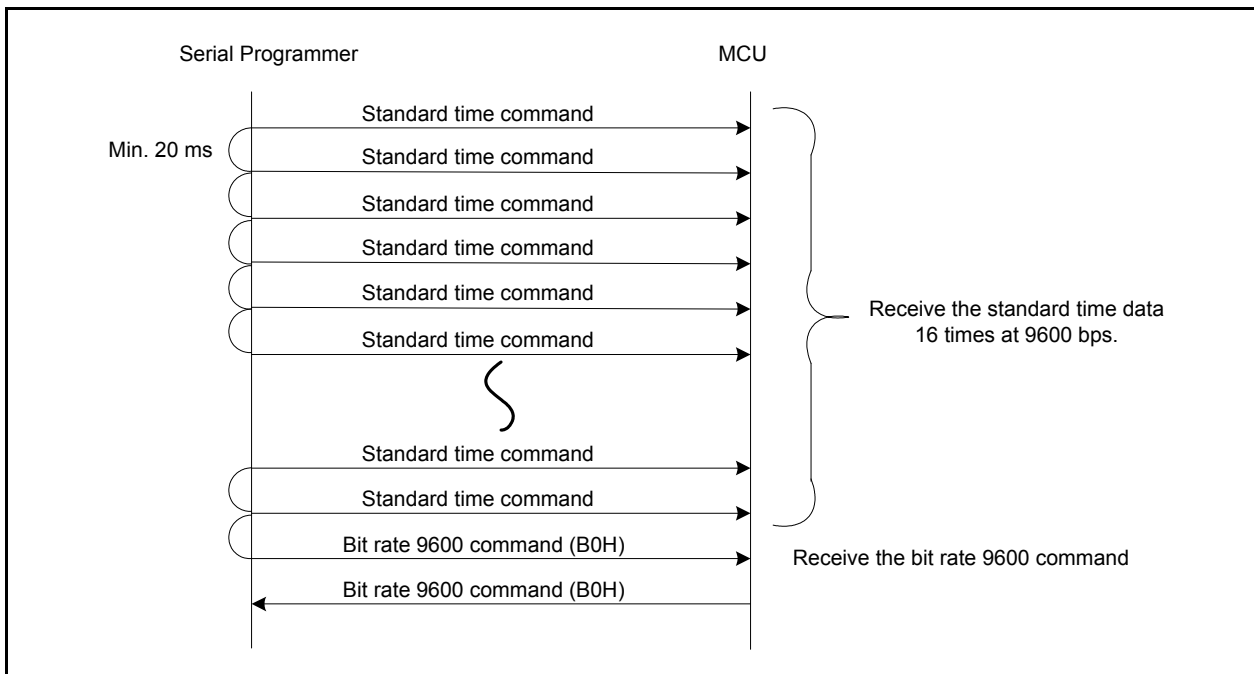 Serial Programmer
MCU
Standard time command
Min. 20 ms
Standard time command
Standard time command
Standard time command
Standard time command
Standard time command
Receive the standard time data
16 times at 9600 bps.
Standard time command
Standard time command
Bit rate 9600 command (B0H)
Receive the bit rate 9600 command
Bit rate 9600 command (B0H)